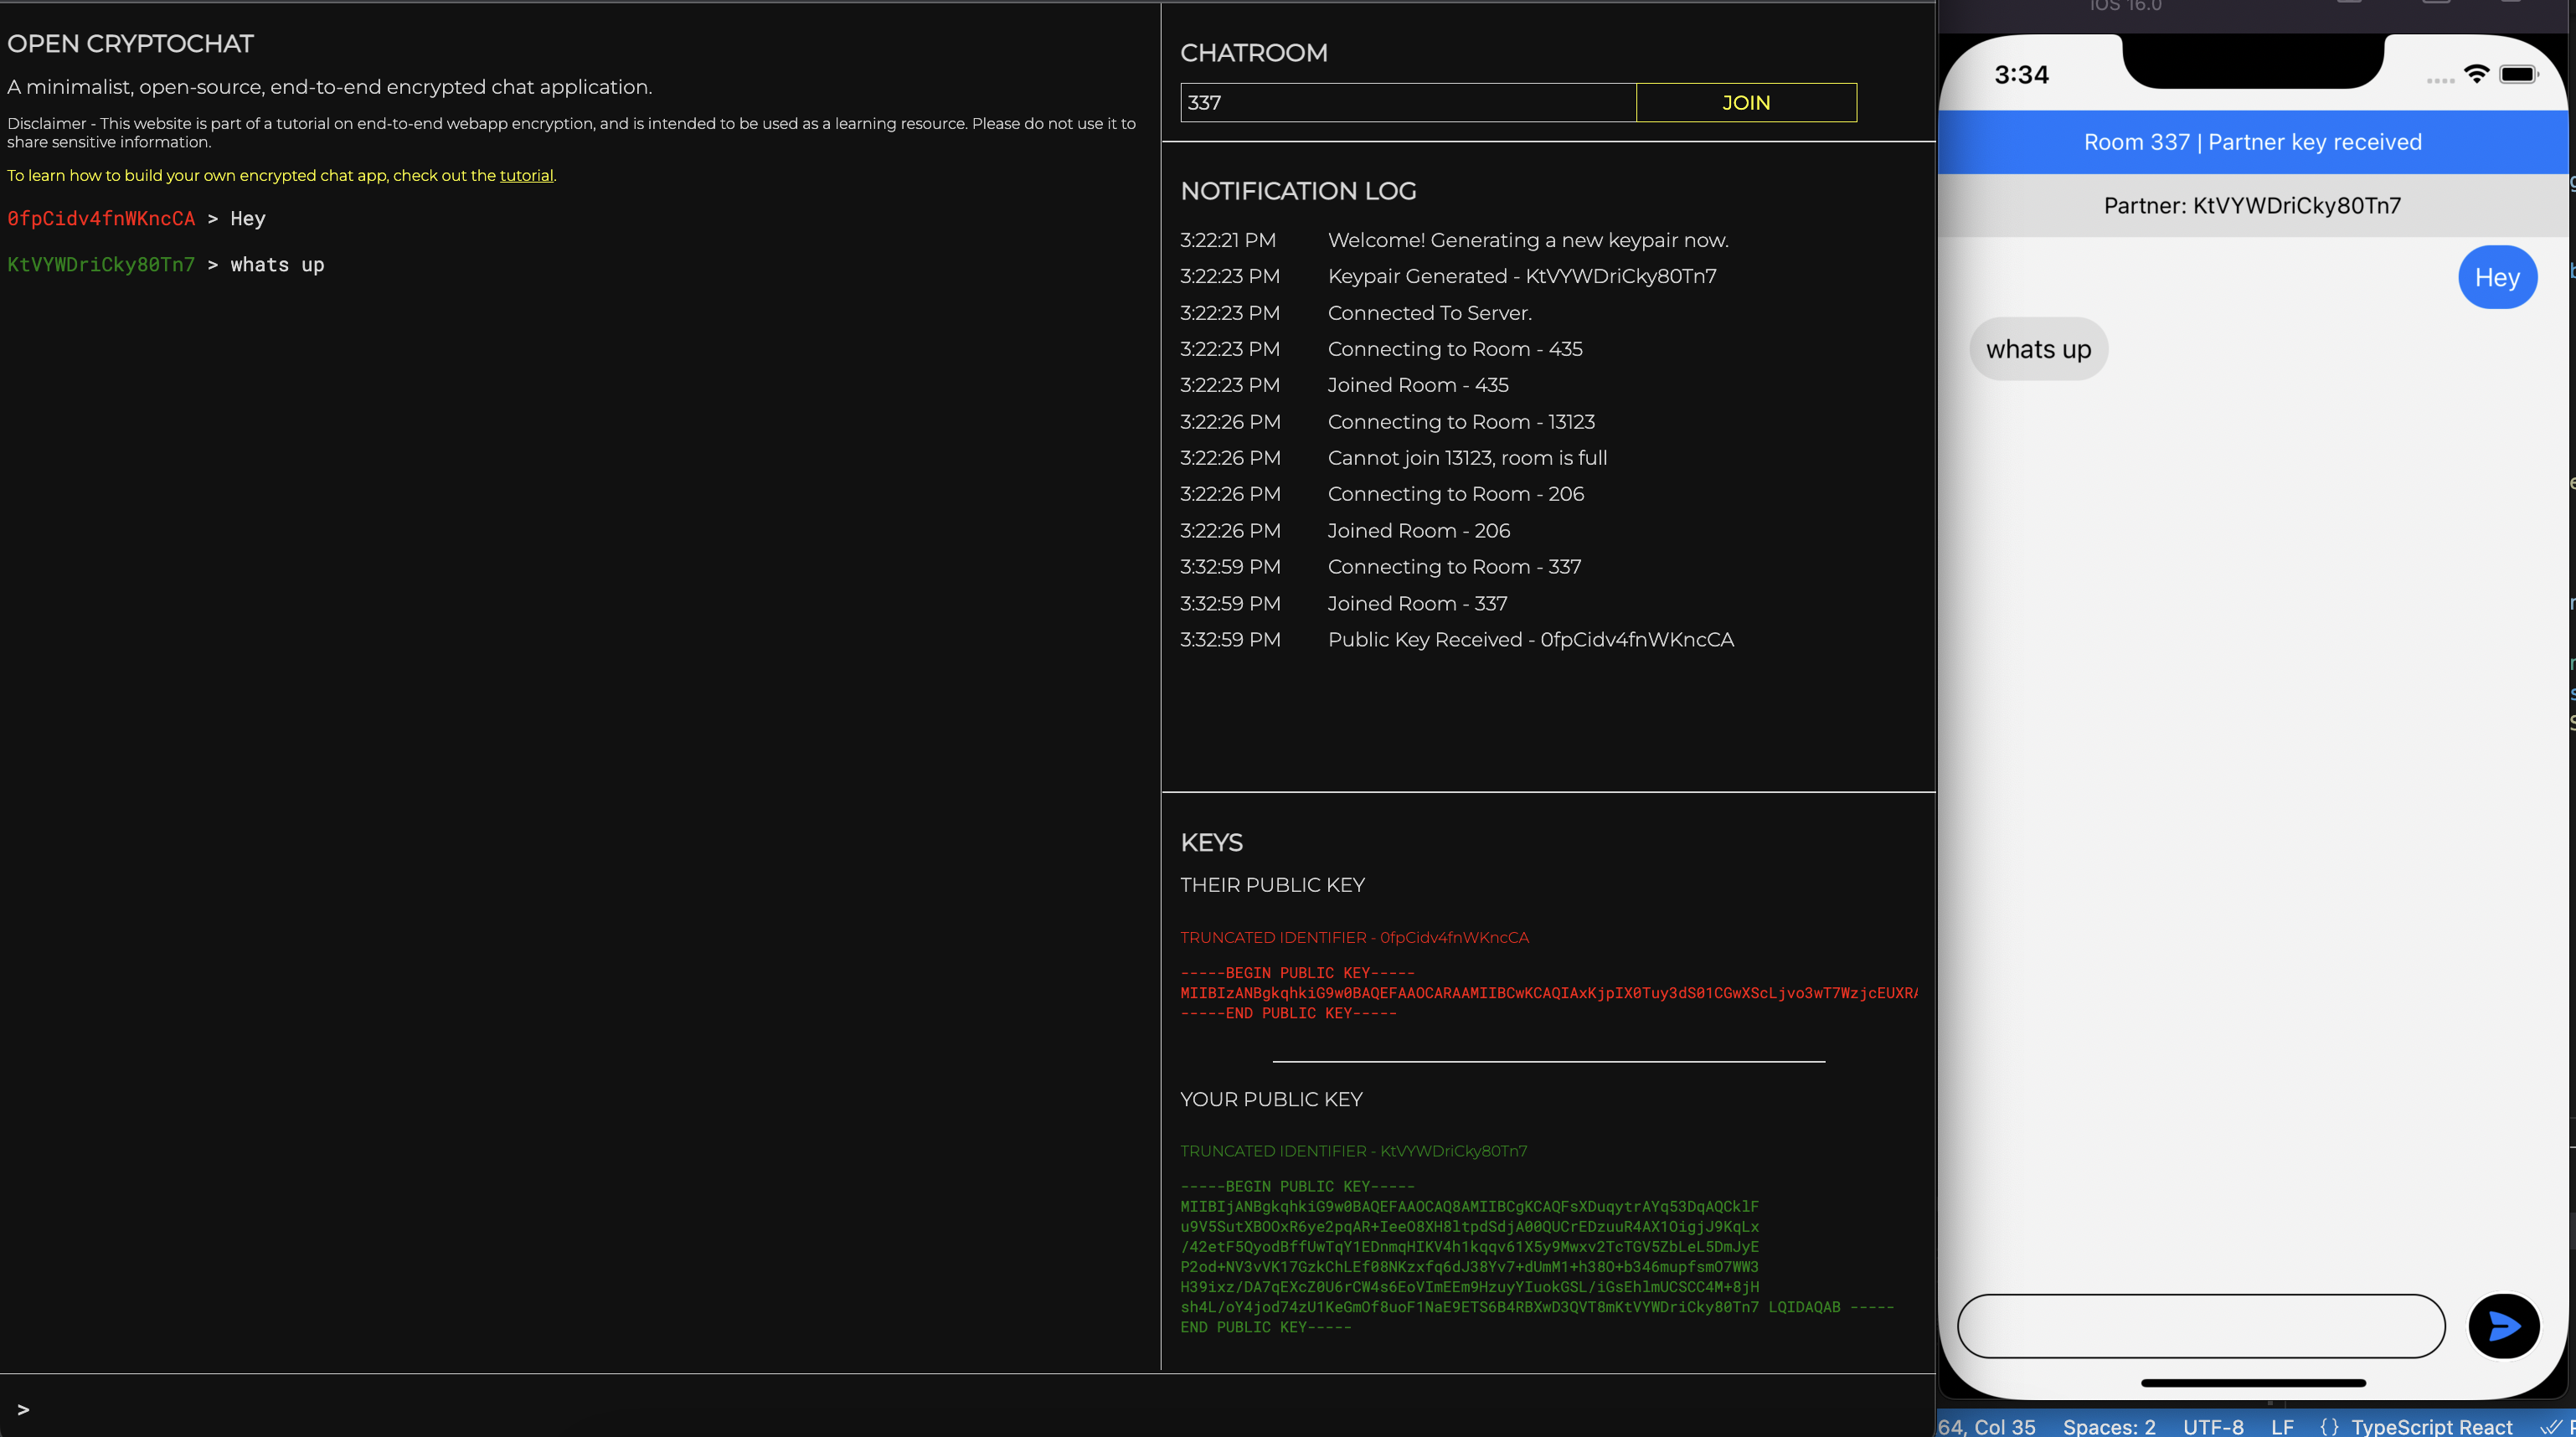 OPEN CRYPTOCHAT
A minimalist, open-source, end-to-end encrypted chat application.
Disclaimer - This website is part of a tutorial on end-to-end webapp encryption, and is intended to be used as a learning resource. Please do not use it to
share sensitive information.
To learn how to build your own encrypted chat app, check out the tutorial.
0fpCidv4fnWKncCA > Hey
KtVYWDriCky80Tn7 > whats up
>
CHATROOM
337
JOIN
NOTIFICATION LOG
3:22:21 PM Welcome! Generating a new keypair now.
3:22:23 PM Keypair Generated - KtVYWDriCky80Tn7
3:22:23 PM Connected To Server.
3:22:23 PM Connecting to Room - 435
3:22:23 PM Joined Room - 435
3:22:26 PM Connecting to Room - 13123
3:22:26 PM Cannot join 13123, room is full
3:22:26 PM Connecting to Room - 206
3:22:26 PM Joined Room - 206
3:32:59 PM Connecting to Room - 337
3:32:59 PM Joined Room - 337
3:32:59 PM Public Key Received - 0fpCidv4fnWKncCA
KEYS
THEIR PUBLIC KEY
TRUNCATED IDENTIFIER - 0fpCidv4fnWKncCA
-----BEGIN PUBLIC KEY-----
MIIBIzANBgkqhkiG9w0BAQEFAAOCARAAMIIBCwKCAQIAxKjpIX0Tuy3dS01CGwXScLjvo3wT7WzjcEUXRA
-----END PUBLIC KEY-----
YOUR PUBLIC KEY
TRUNCATED IDENTIFIER - KtVYWDriCky80Tn7
-----BEGIN PUBLIC KEY-----
MIIBIjANBgkqhkiG9w0BAQEFAAOCAQ8AMIIBCgKCAQFsXDuqytrAYq53DqAQCklF
u9V5SutXBOOxR6ye2pqAR+IeeO8XH8ltpdSdjA00QUCrEDzuuR4AX1OigjJ9KqLx
/42etF5QyodBffUwTqY1EDnmqHIKV4h1kqqv61X5y9Mwxv2TcTGV5ZbLeL5DmJyE
P2od+NV3vVK17GzkChLEf08NKzxfq6dJ38Yv7+dUmM1+h38O+b346mupfsmO7WW3
H39ixz/DA7qEXcZ0U6rCW4s6EoVImEEm9HzuyYIuokGSL/iGsEhlmUCSCC4M+8jH
sh4L/oY4jod74zU1KeGmOf8uoF1NaE9ETS6B4RBXwD3QVT8mKtVYWDriCky80Tn7 LQIDAQAB -----
END PUBLIC KEY-----
iOS 16.0
3:34
Room 337 | Partner key received
Partner: KtVYWDriCky80Tn7
Hey
whats up
64, Col 35 Spaces: 2 UTF-8 LF {} TypeScript React